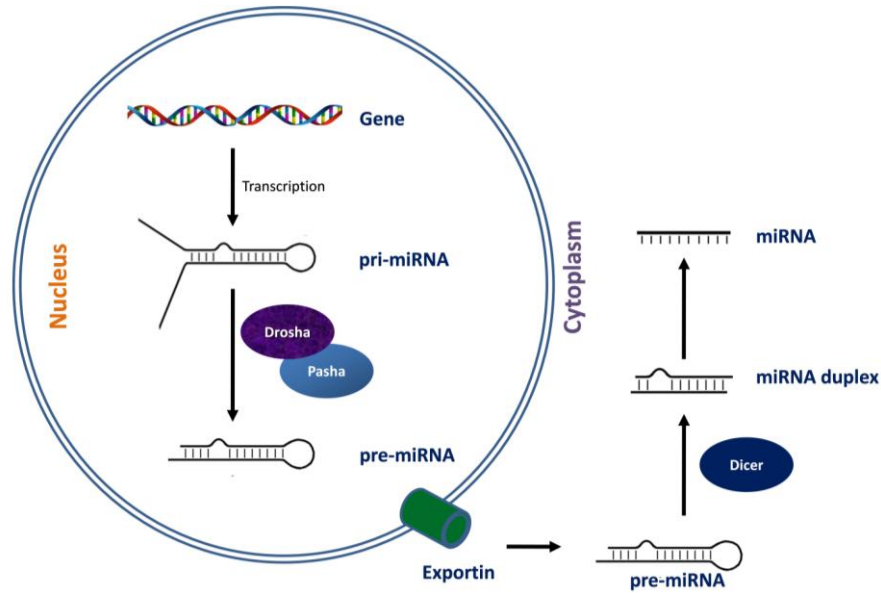 Gene
Transcription
pri-miRNA
Nucleus
Drosha
Pasha
pre-miRNA
Exportin
Cytoplasm
pre-miRNA
Dicer
miRNA duplex
miRNA